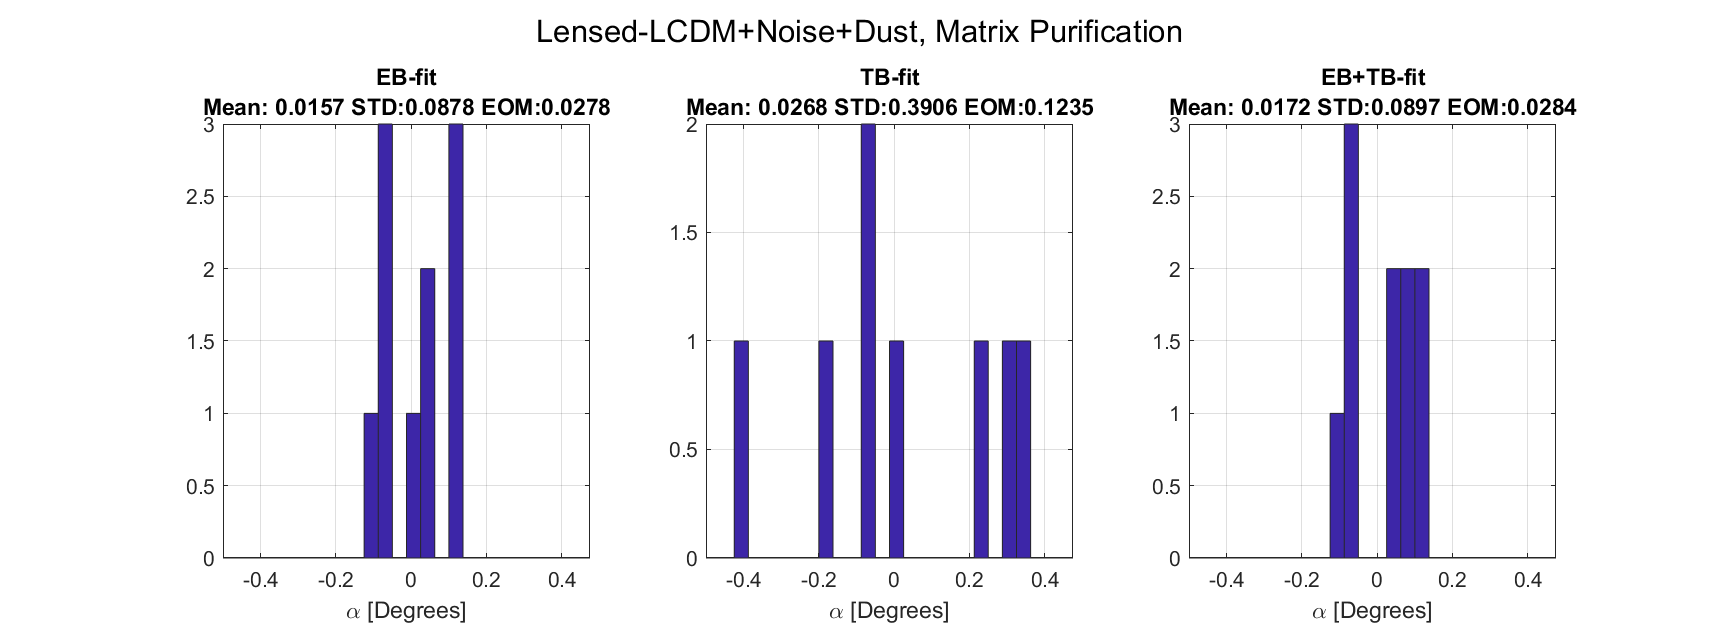 Lensed-LCDM+Noise+Dust, Matrix Purification
EB-fit
Mean: 0.0157 STD:0.0878 EOM:0.0278
3
2.5
2
1.5
1
0.5
0
-0.4 -0.2 0 0.2 0.4
α [Degrees]
TB-fit
Mean: 0.0268 STD:0.3906 EOM:0.1235
2
1.5
1
0.5
0
-0.4 -0.2 0 0.2 0.4
α [Degrees]
EB+TB-fit
Mean: 0.0172 STD:0.0897 EOM:0.0284
3
2.5
2
1.5
1
0.5
0
-0.4 -0.2 0 0.2 0.4
α [Degrees]